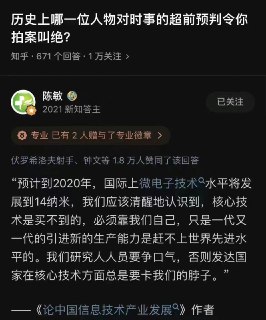 历史上哪一位人物对时事的超前预判令你
拍案叫绝?
知乎 · 671 个回答 · 1 万关注 >
陈敏
2021 新知答主
已关注
专业 已有 2 人赠与了专业徽章 >
伏罗希洛夫射手、钟文等 1.8 万人赞同了该回答
“预计到2020年，国际上微电子技术水平将发
展到14纳米，我们应该清醒地认识到，核心技
术是买不到的，必须靠我们自己，只是一代又
一代的引进新的生产能力是赶不上世界先进水
平的。我们研究人人员要争口气，否则发达国
家在核心技术方面总是要卡我们的脖子。”
——《论中国信息技术产业发展》作者